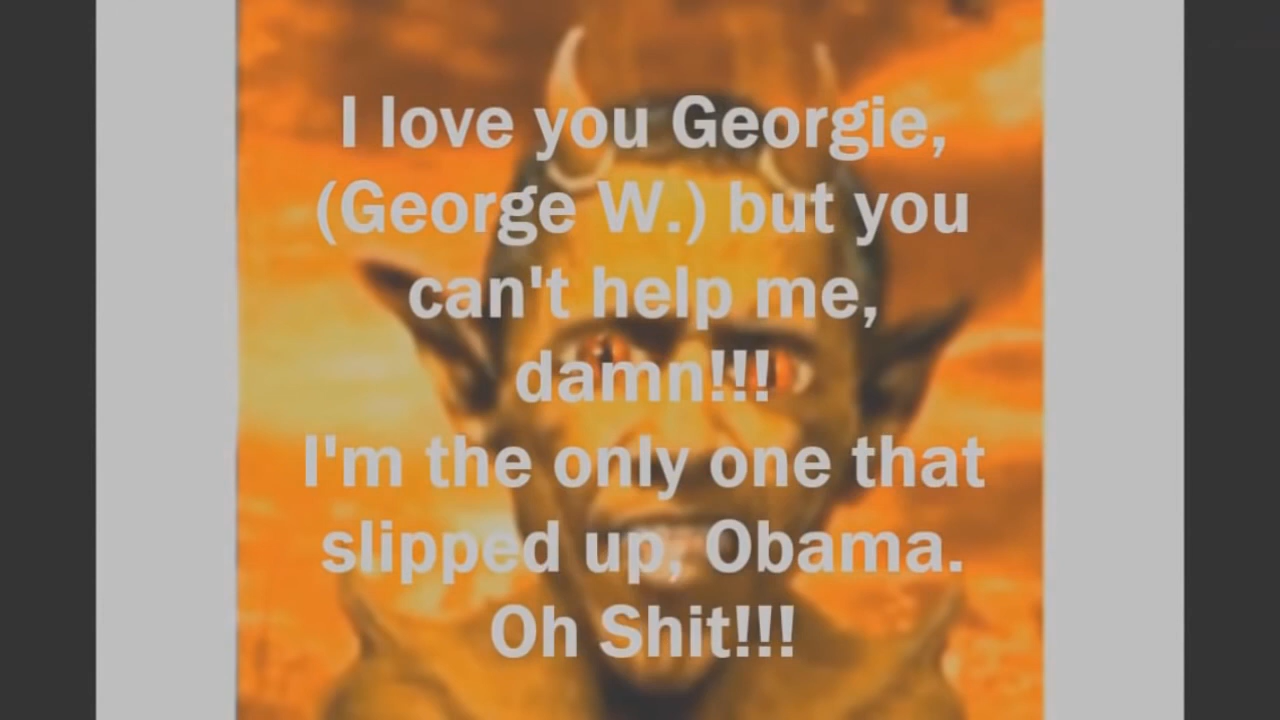 I love you Georgie,
(George W.) but you
can't help me,
damn!!!
I'm the only one that
slipped up, Obama.
Oh Shit!!!